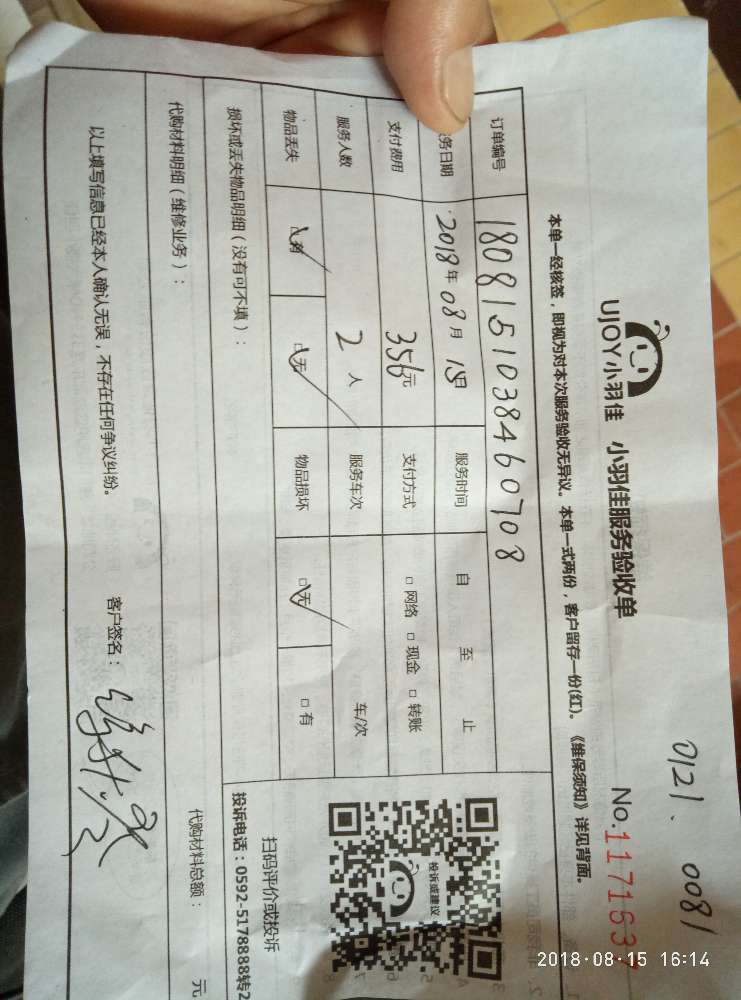 0121. 0081
UJOY小羽佳 小羽佳服务验收单
No.1171637
本单一经核签，即视为对本次服务验收无异议。本单一式两份，客户留存一份(红)。《维保须知》详见背面。
订单编号 1808151038460708
务日期 2018年 08月 15日 服务时间 自 至 止
支付费用 356元 支付方式 □ 网络 □ 现金 □ 转账
服务人数 2 人 服务车次 车/次
物品丢失 □有 □无 物品损坏 □无 □ 有
投诉或建议
扫码评价或投诉
投诉电话：0592-5178888转2
损坏或丢失物品明细（没有可不填）：
代购材料明细（维修业务）： 代购材料总额： 元
以上填写信息已经本人确认无误，不存在任何争议纠纷。 客户签名：
2018-08-15 16:14